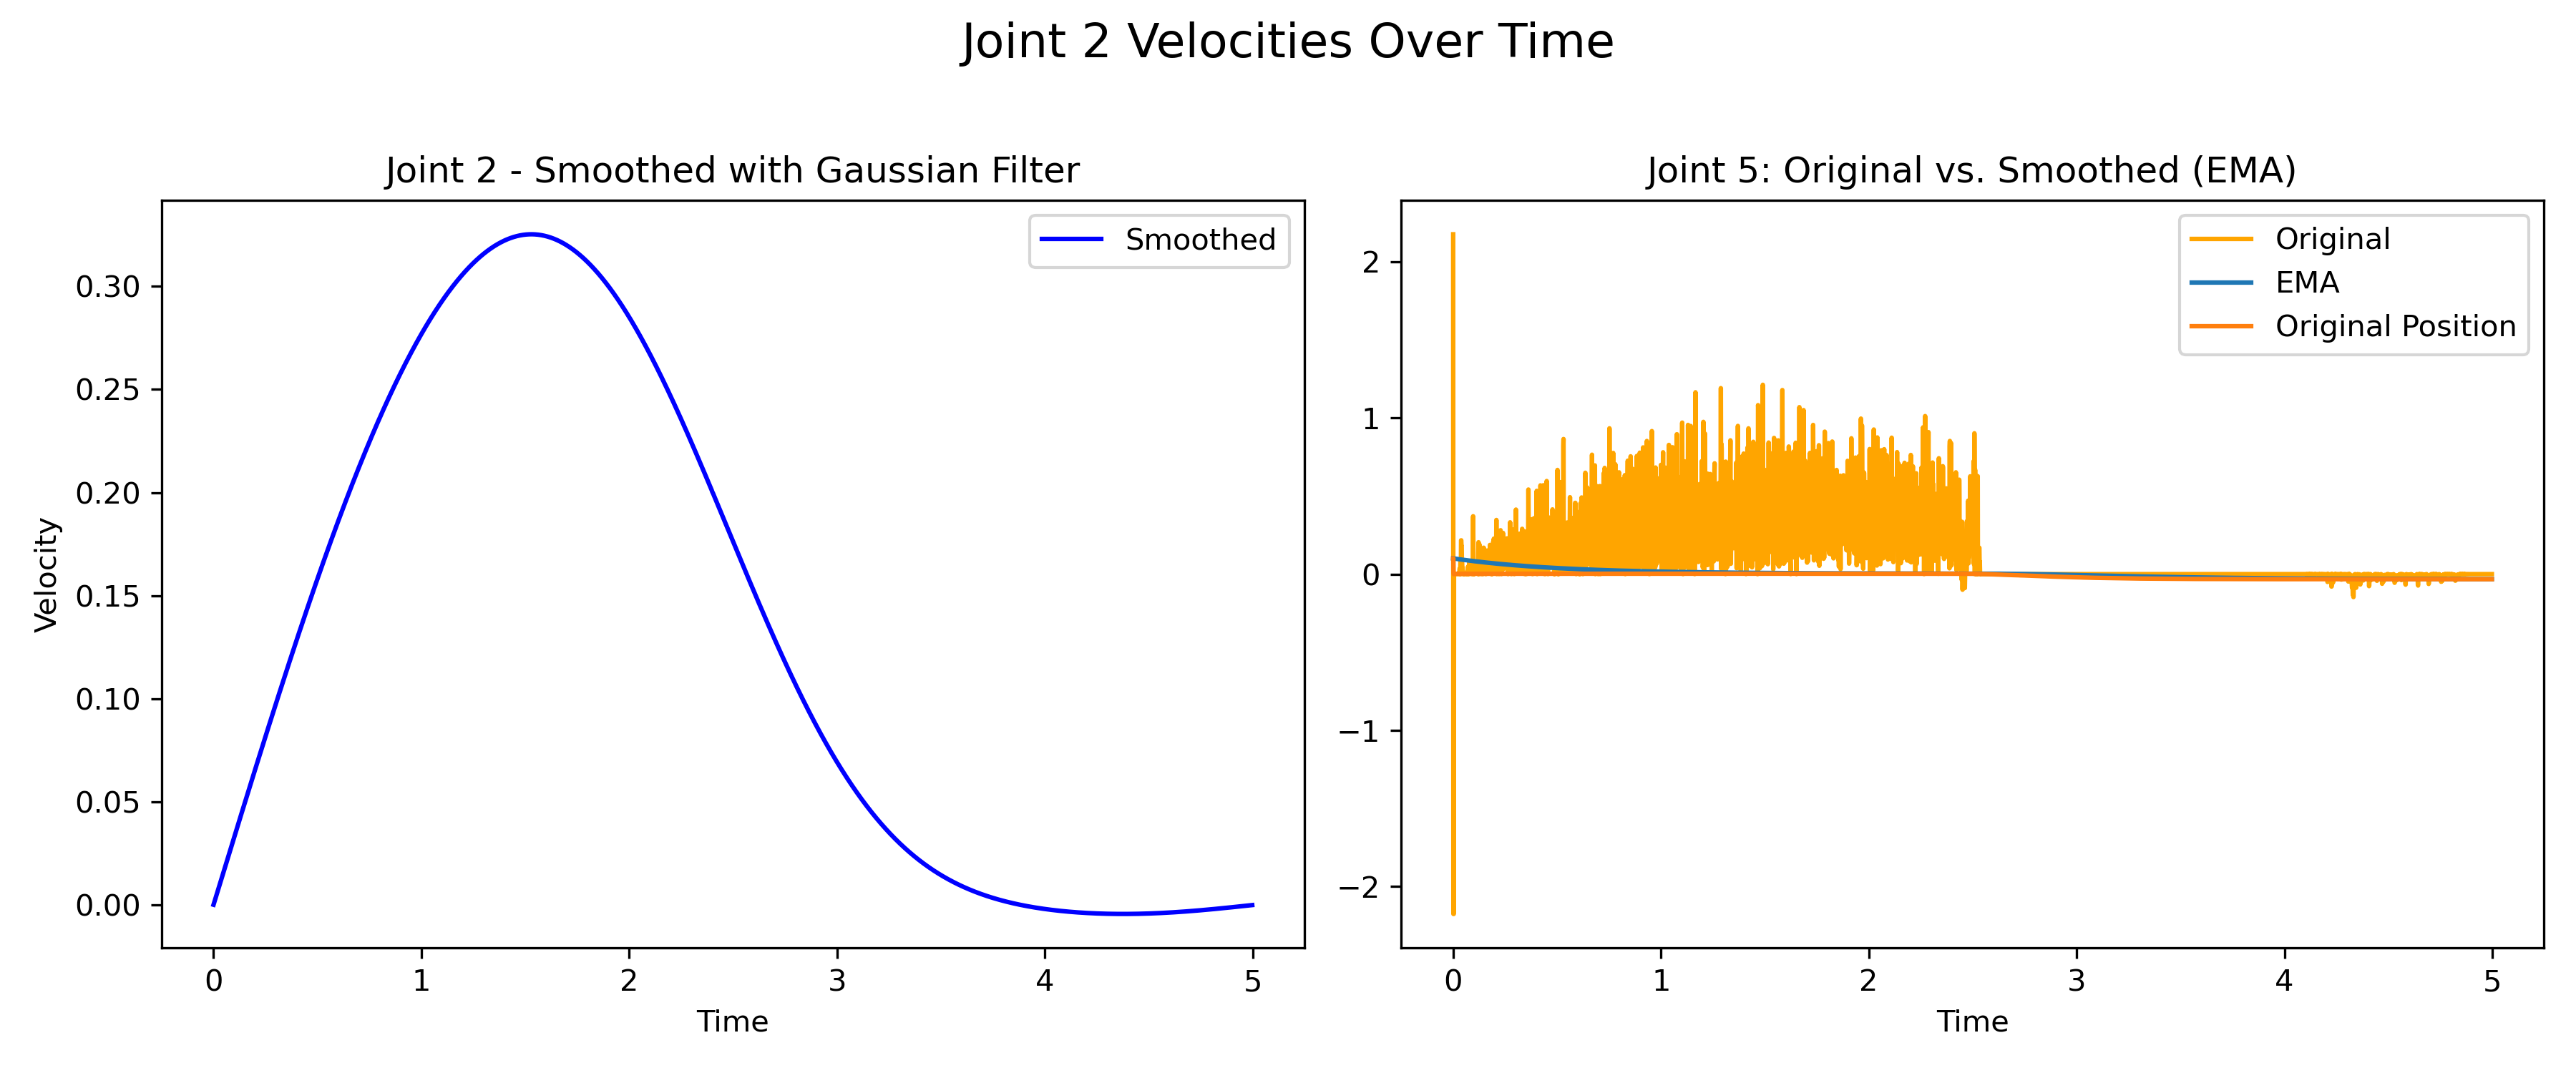 Joint 2 Velocities Over Time
Joint 2 - Smoothed with Gaussian Filter
Smoothed
0.30
0.25
0.20
0.15
0.10
0.05
0.00
Velocity
0 1 2 3 4 5
Time
Joint 5: Original vs. Smoothed (EMA)
Original
EMA
Original Position
2
1
0
−1
−2
0 1 2 3 4 5
Time